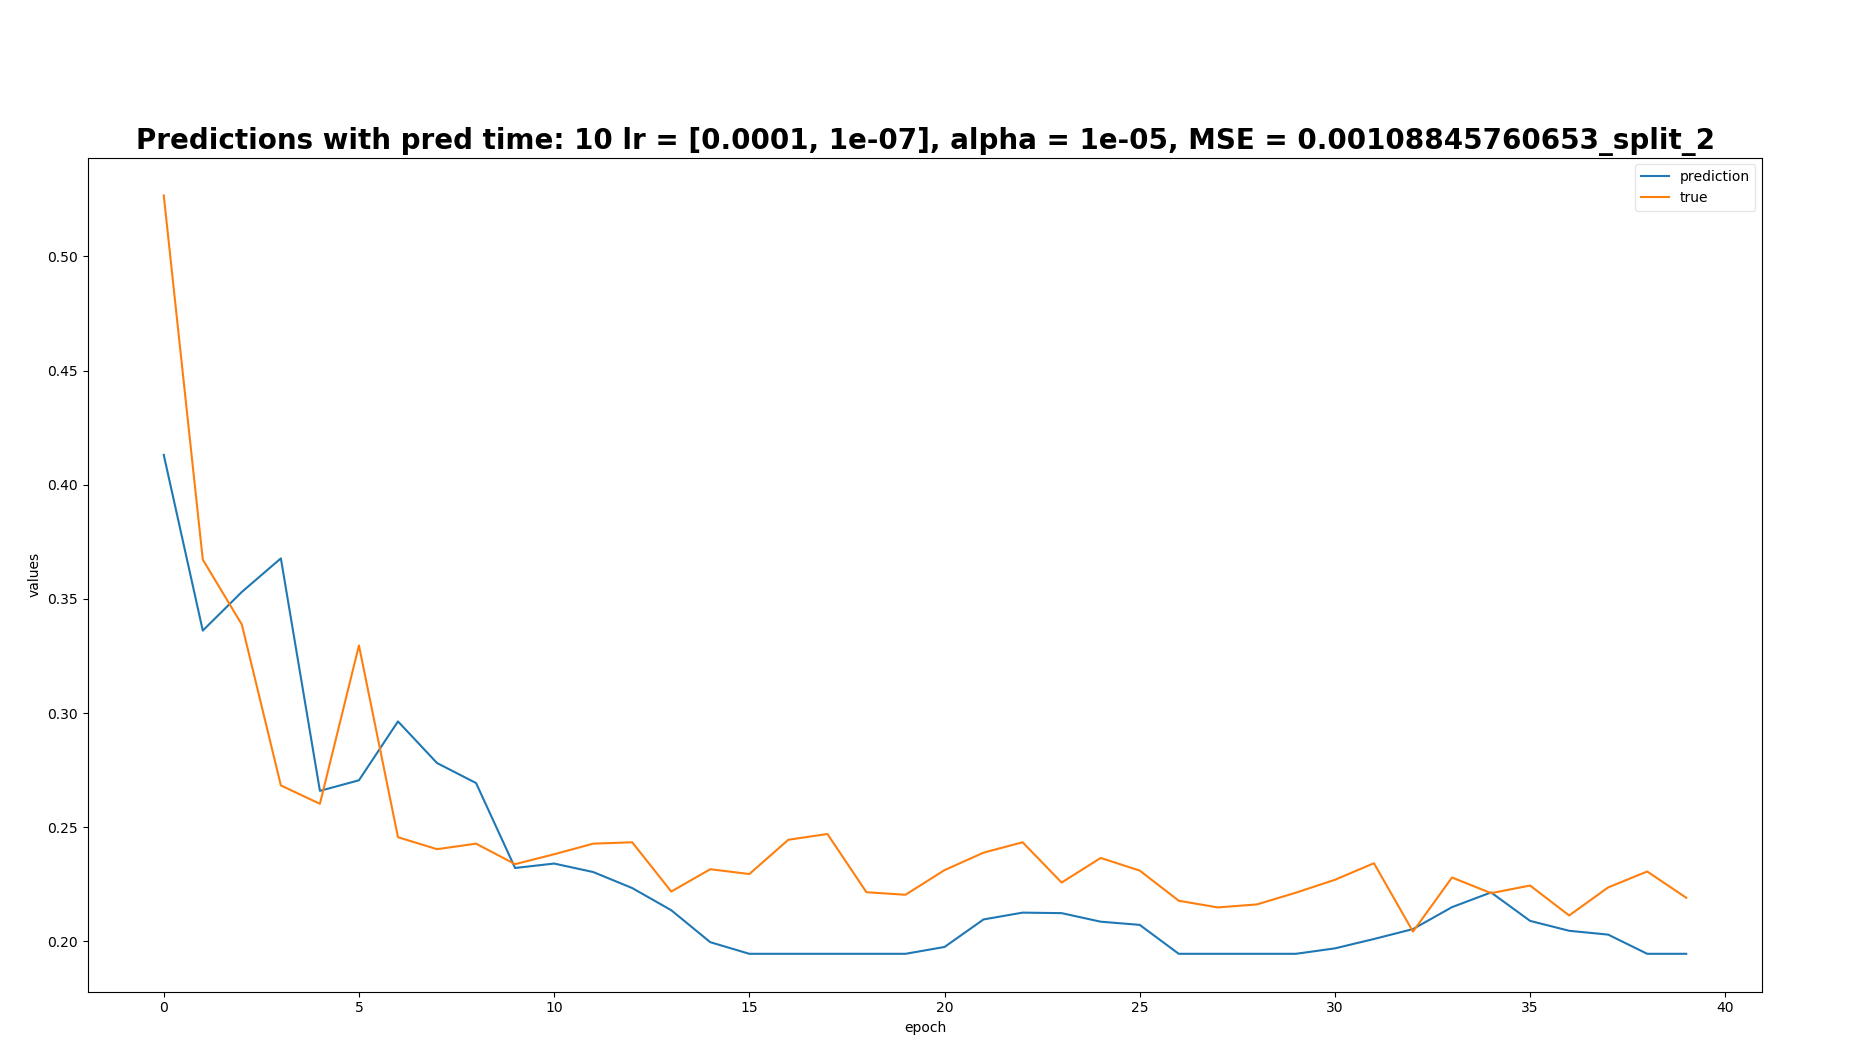 Predictions with pred time: 10 lr = [0.0001, 1e-07], alpha = 1e-05, MSE = 0.00108845760653_split_2
prediction
true
0.50
0.45
0.40
0.35
0.30
0.25
0.20
values
0 5 10 15 20 25 30 35 40
epoch